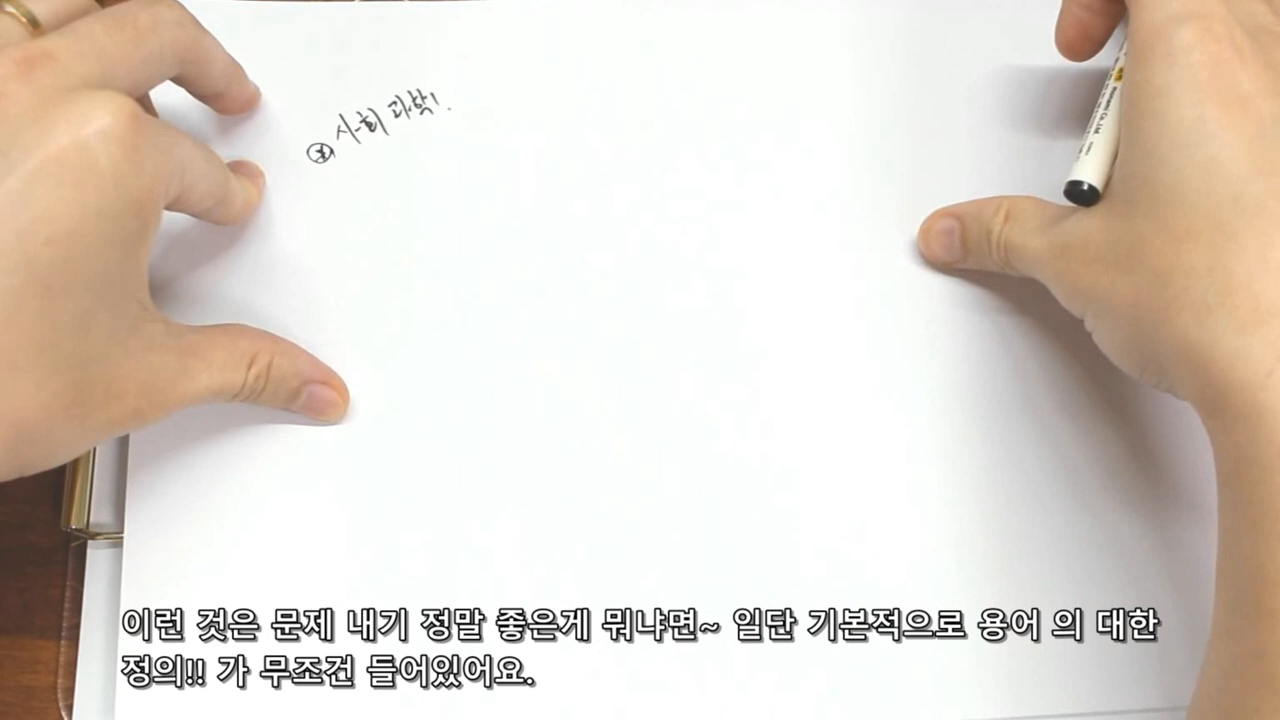 사회 과학.
이런 것은 문제 내기 정말 좋은게 뭐냐면~ 일단 기본적으로 용어 의 대한
정의!! 가 무조건 들어있어요.